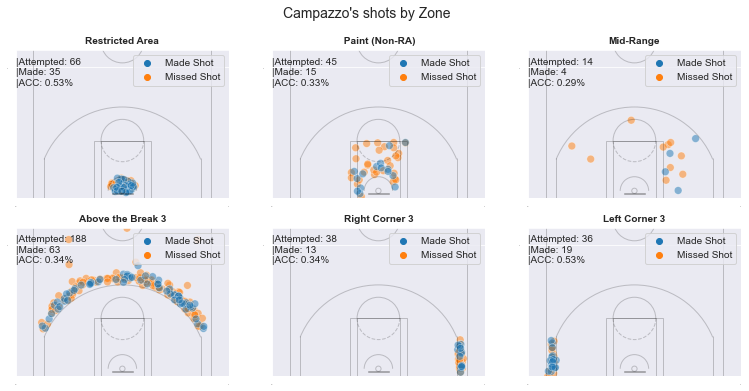 Campazzo's shots by Zone
Restricted Area
|Attempted: 66
|Made: 35
|ACC: 0.53%
Made Shot
Missed Shot
Paint (Non-RA)
|Attempted: 45
|Made: 15
|ACC: 0.33%
Made Shot
Missed Shot
Mid-Range
|Attempted: 14
|Made: 4
|ACC: 0.29%
Made Shot
Missed Shot
Above the Break 3
|Attempted: 188
|Made: 63
|ACC: 0.34%
Made Shot
Missed Shot
Right Corner 3
|Attempted: 38
|Made: 13
|ACC: 0.34%
Made Shot
Missed Shot
Left Corner 3
|Attempted: 36
|Made: 19
|ACC: 0.53%
Made Shot
Missed Shot